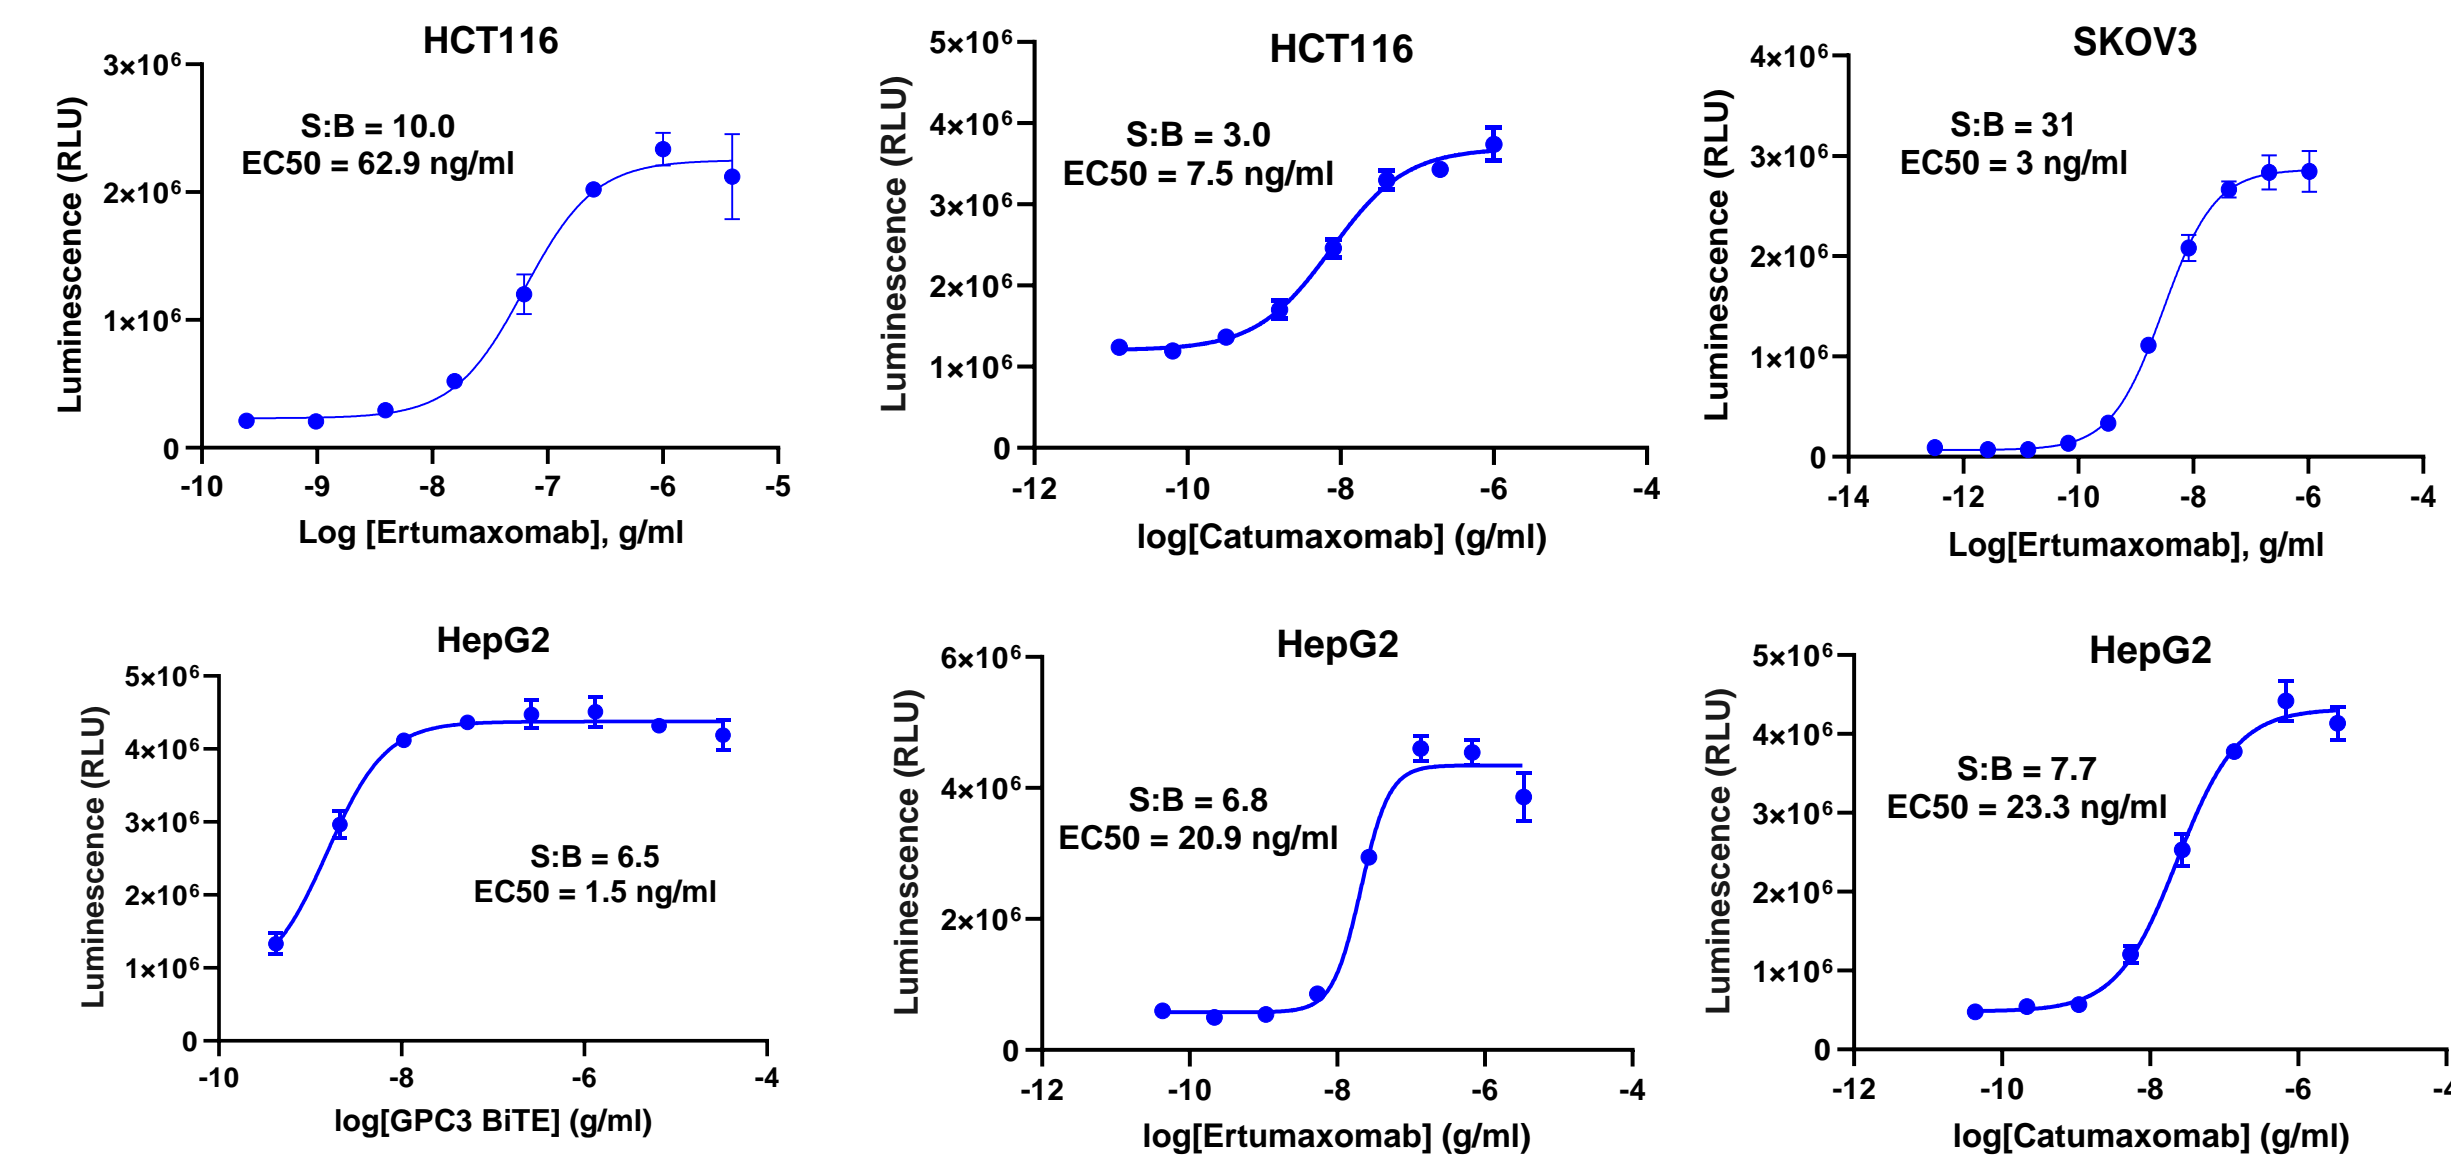 HCT116
3×10⁶
2×10⁶
1×10⁶
0
Luminescence (RLU)
S:B = 10.0
EC50 = 62.9 ng/ml
-10 -9 -8 -7 -6 -5
Log [Ertumaxomab], g/ml
HCT116
5×10⁶
4×10⁶
3×10⁶
2×10⁶
1×10⁶
0
Luminescence (RLU)
S:B = 3.0
EC50 = 7.5 ng/ml
-12 -10 -8 -6 -4
log[Catumaxomab] (g/ml)
SKOV3
4×10⁶
3×10⁶
2×10⁶
1×10⁶
0
Luminescence (RLU)
S:B = 31
EC50 = 3 ng/ml
-14 -12 -10 -8 -6 -4
Log[Ertumaxomab], g/ml
HepG2
5×10⁶
4×10⁶
3×10⁶
2×10⁶
1×10⁶
0
Luminescence (RLU)
S:B = 6.5
EC50 = 1.5 ng/ml
-10 -8 -6 -4
log[GPC3 BiTE] (g/ml)
HepG2
6×10⁶
4×10⁶
2×10⁶
0
Luminescence (RLU)
S:B = 6.8
EC50 = 20.9 ng/ml
-12 -10 -8 -6 -4
log[Ertumaxomab] (g/ml)
HepG2
5×10⁶
4×10⁶
3×10⁶
2×10⁶
1×10⁶
0
Luminescence (RLU)
S:B = 7.7
EC50 = 23.3 ng/ml
-12 -10 -8 -6 -4
log[Catumaxomab] (g/ml)